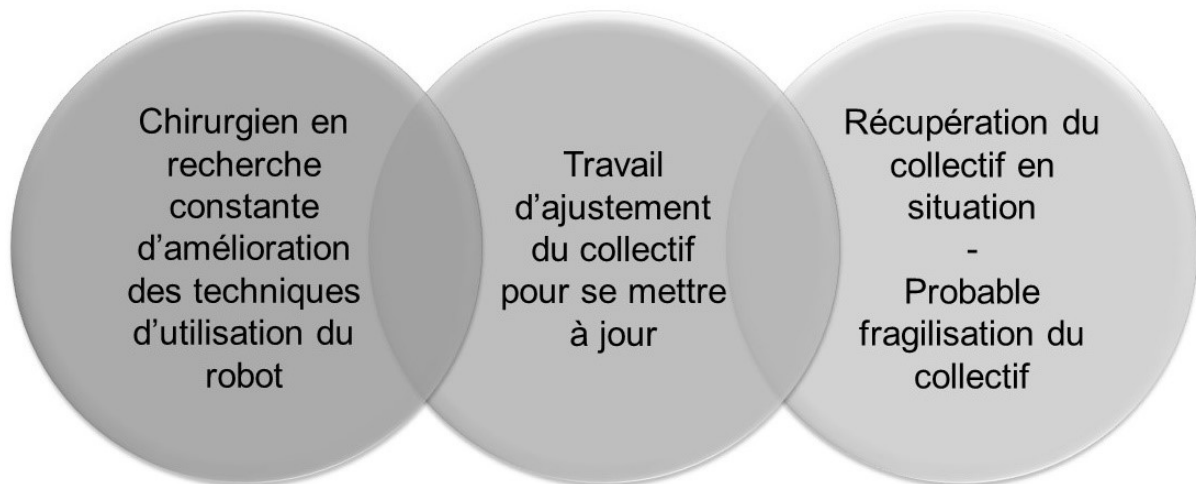 Chirurgien en
recherche
constante
d'amélioration
des techniques
d'utilisation du
robot
Travail
d'ajustement
du collectif
pour se mettre
à jour
Récupération du
collectif en
situation
-
Probable
fragilisation du
collectif